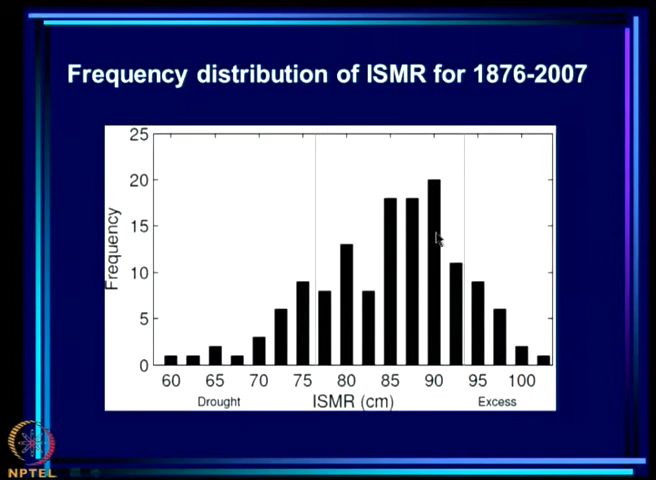 Frequency distribution of ISMR for 1876-2007
25
20
15
10
5
0
Frequency
60 65 70 75 80 85 90 95 100
Drought ISMR (cm) Excess
NPTEL